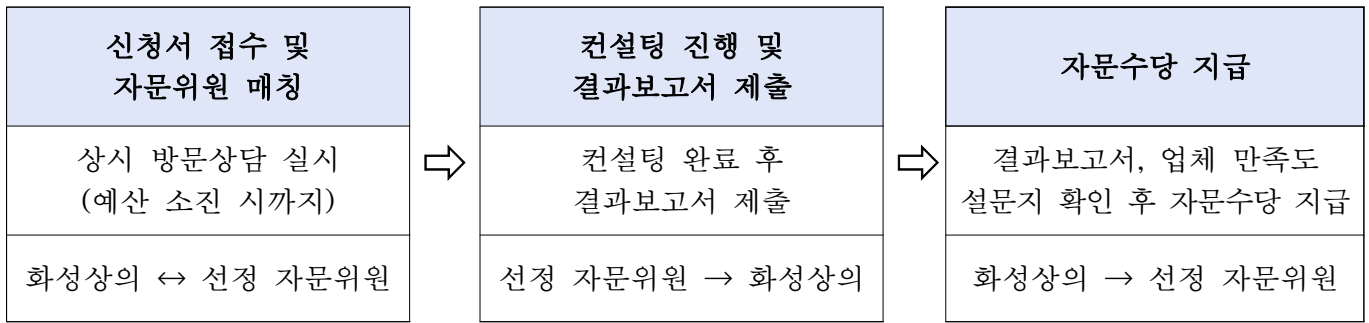 신청서 접수 및
자문위원 매칭
상시 방문상담 실시
(예산 소진 시까지)
화성상의 ↔ 선정 자문위원
⇨
컨설팅 진행 및
결과보고서 제출
컨설팅 완료 후
결과보고서 제출
선정 자문위원 → 화성상의
⇨
자문수당 지급
결과보고서, 업체 만족도
설문지 확인 후 자문수당 지급
화성상의 → 선정 자문위원